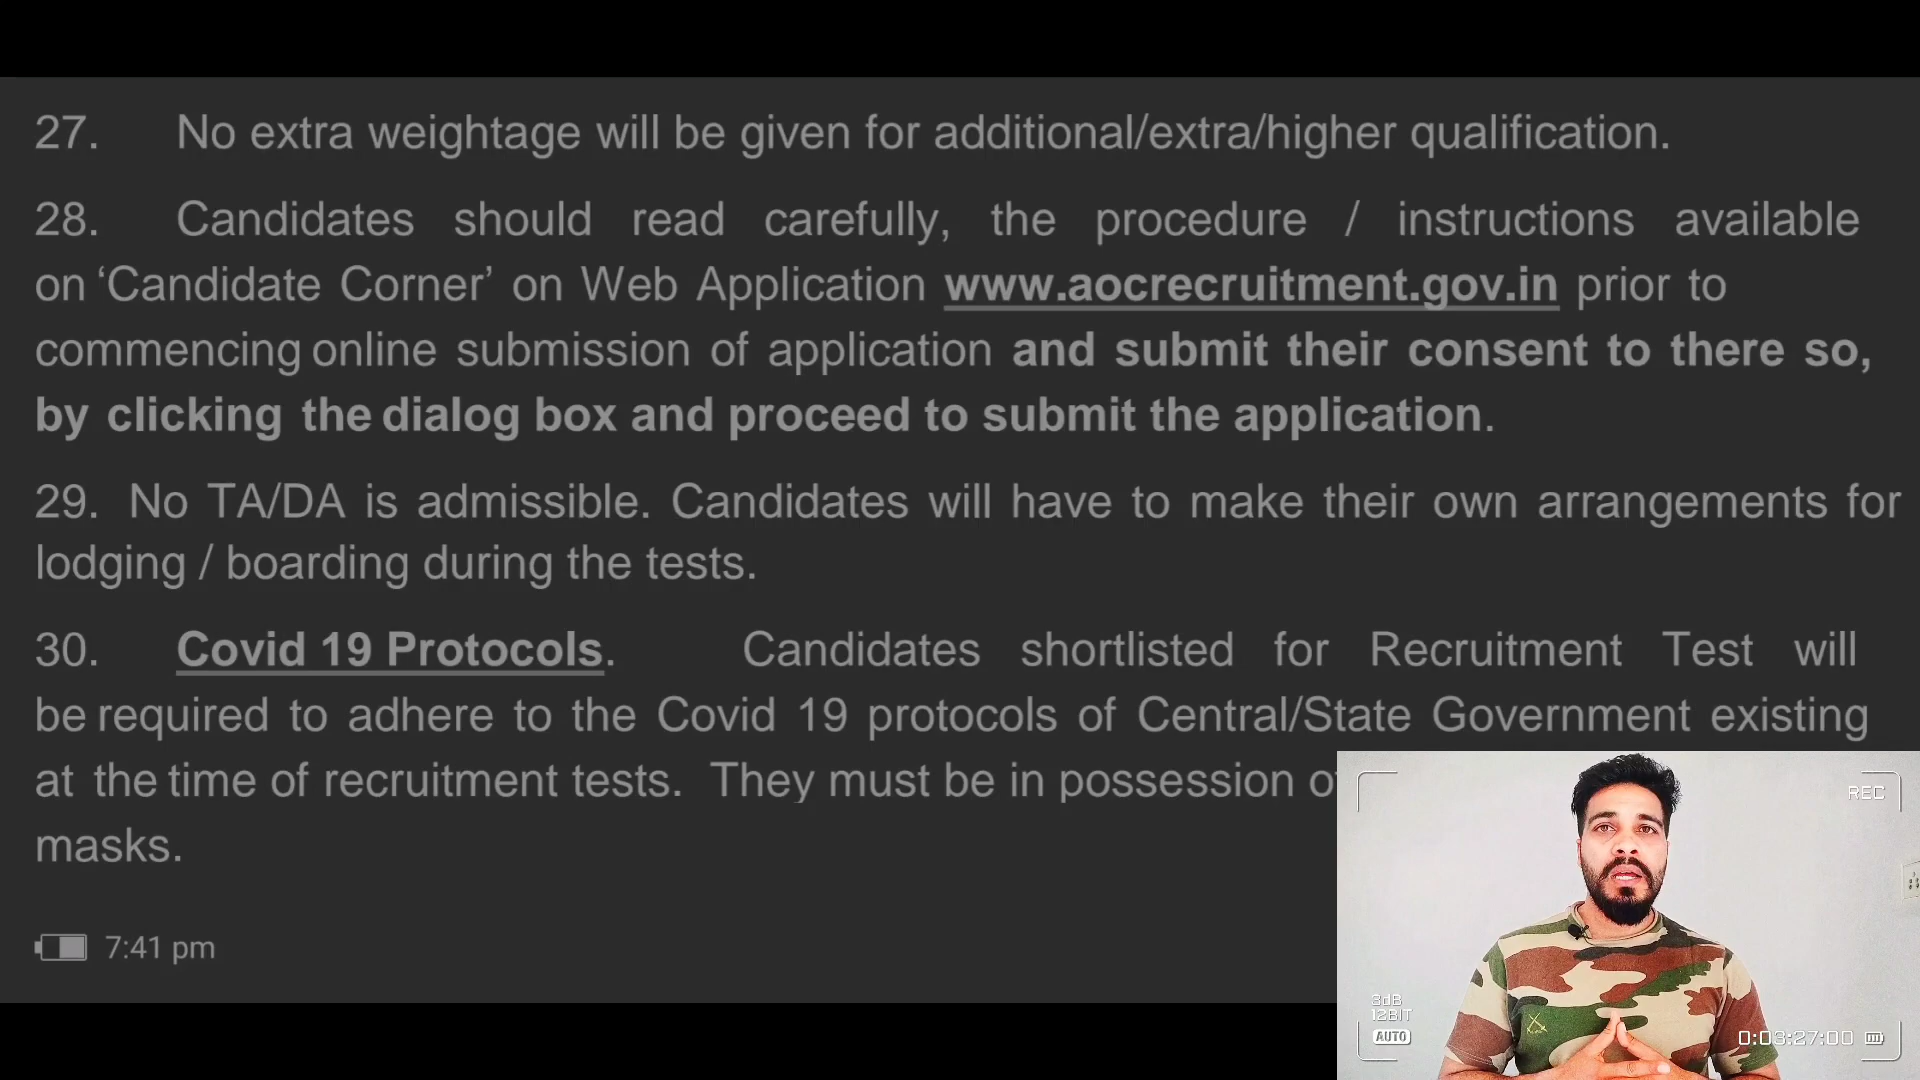 27. No extra weightage will be given for additional/extra/higher qualification.
28. Candidates should read carefully, the procedure / instructions available
on ‘Candidate Corner’ on Web Application www.aocrecruitment.gov.in prior to
commencing online submission of application and submit their consent to there so,
by clicking the dialog box and proceed to submit the application.
29. No TA/DA is admissible. Candidates will have to make their own arrangements for
lodging / boarding during the tests.
30. Covid 19 Protocols. Candidates shortlisted for Recruitment Test will
be required to adhere to the Covid 19 protocols of Central/State Government existing
at the time of recruitment tests. They must be in possession
masks.
7:41 pm
REC
3dB
12BIT
AUTO
0:03:27:00